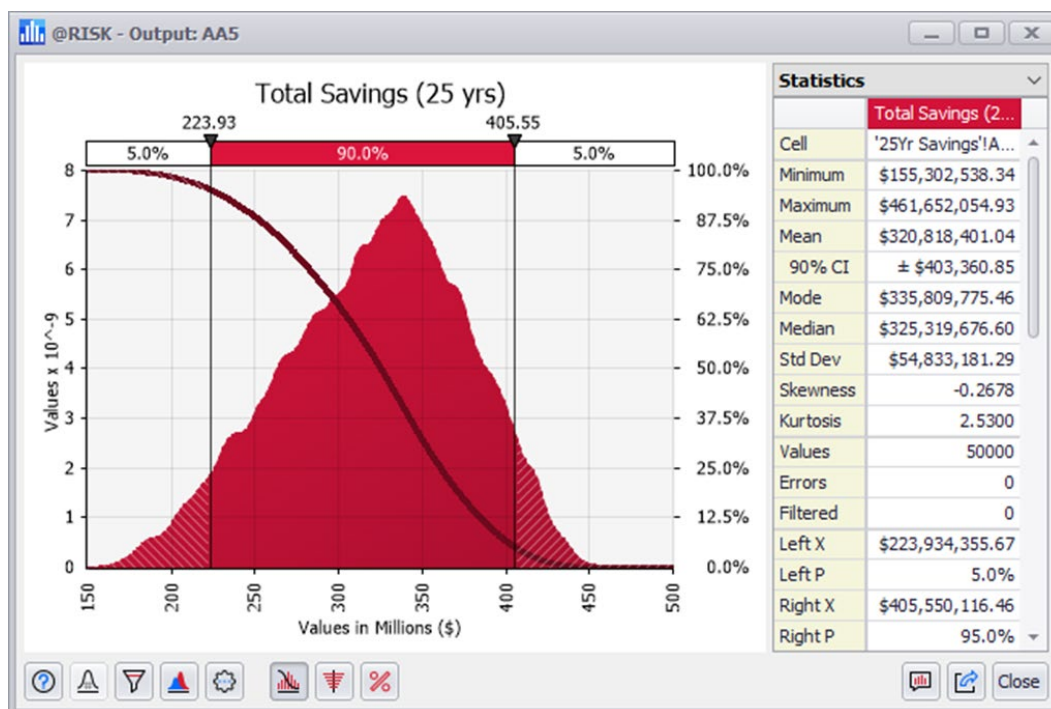 @RISK - Output: AA5
Total Savings (25 yrs)
223.93 405.55
5.0% 90.0% 5.0%
8
7
6
5
4
3
2
1
0
Values x 10^-9
100.0%
87.5%
75.0%
62.5%
50.0%
37.5%
25.0%
12.5%
0.0%
150 200 250 300 350 400 450 500
Values in Millions ($)
Statistics
Total Savings (2...
Cell '25Yr Savings'!A...
Minimum $155,302,538.34
Maximum $461,652,054.93
Mean $320,818,401.04
90% CI ± $403,360.85
Mode $335,809,775.46
Median $325,319,676.60
Std Dev $54,833,181.29
Skewness -0.2678
Kurtosis 2.5300
Values 50000
Errors 0
Filtered 0
Left X $223,934,355.67
Left P 5.0%
Right X $405,550,116.46
Right P 95.0%
Close